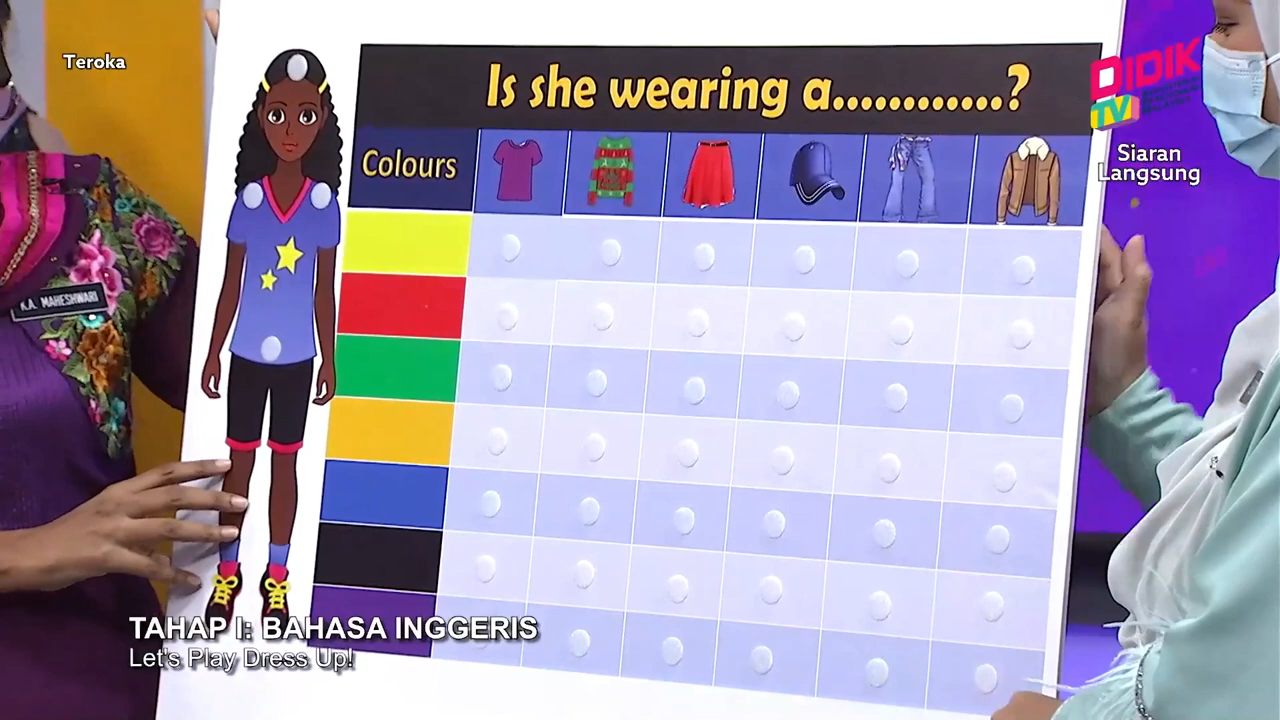 Teroka
Is she wearing a............?
DIDIK
TV
Siaran
Langsung
Colours
K.A. MAHESHWARI
TAHAP I: BAHASA INGGERIS
Let's Play Dress Up!